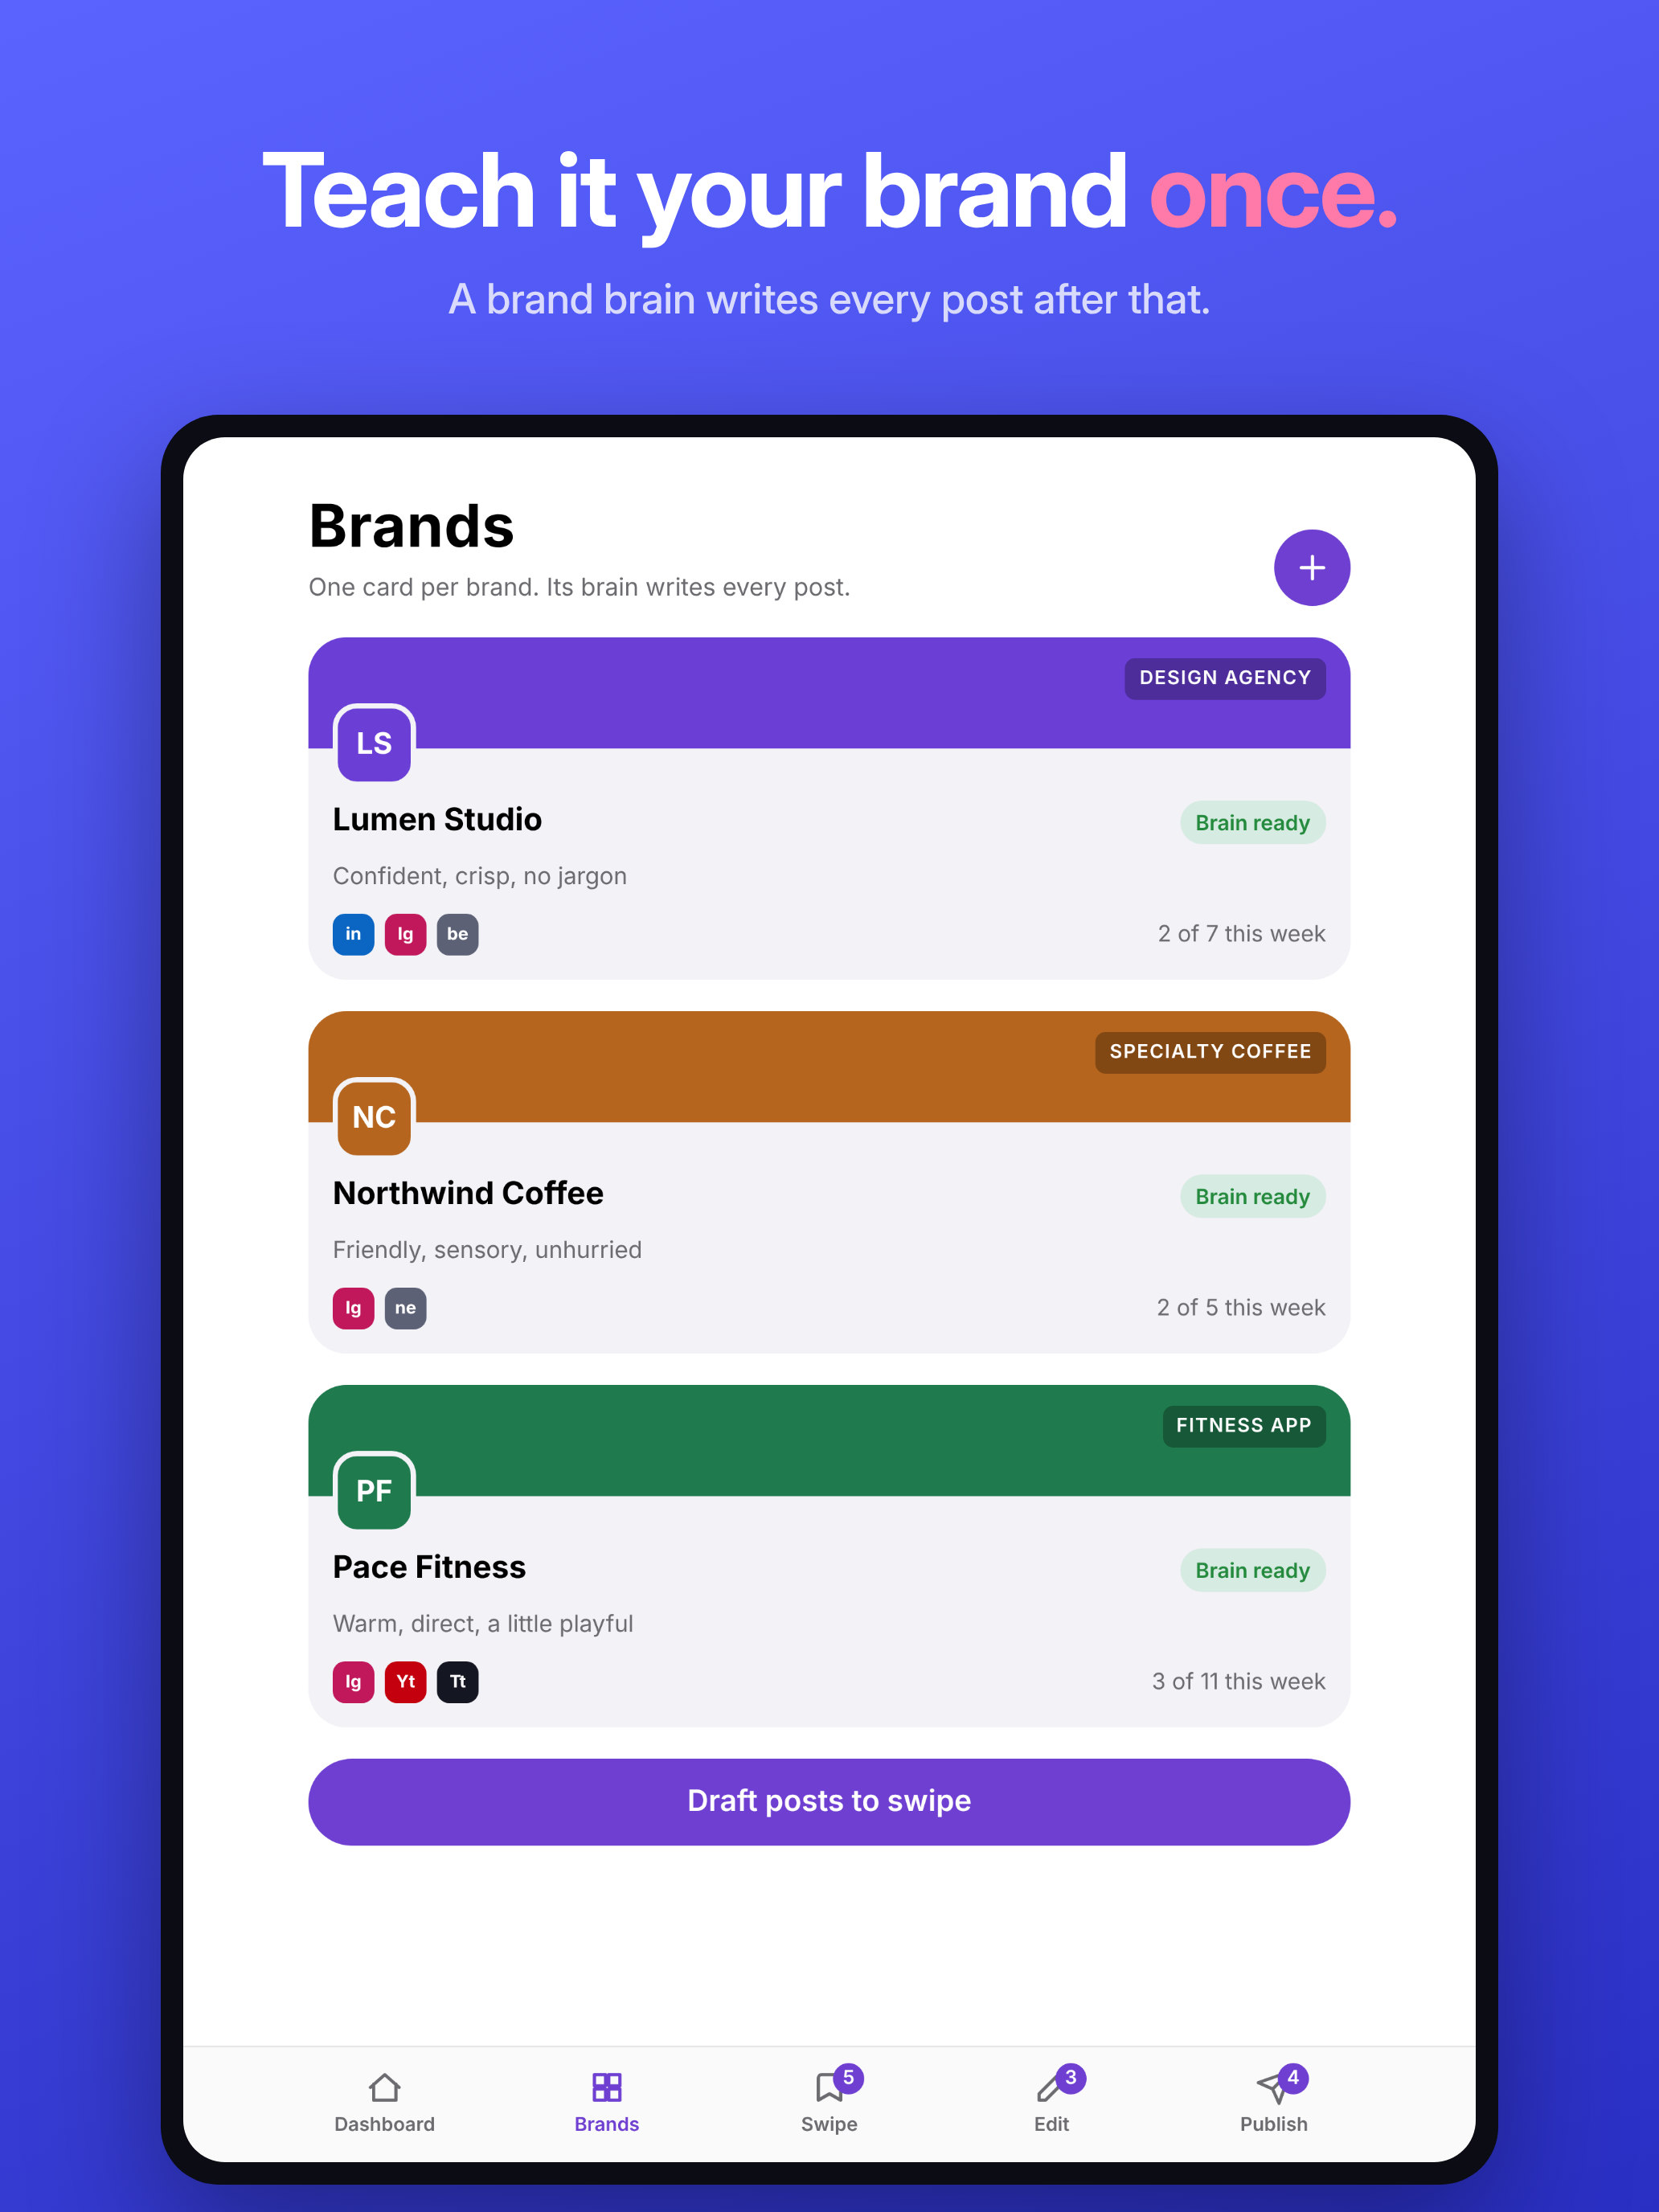 Teach it your brand once.
A brand brain writes every post after that.
Brands
One card per brand. Its brain writes every post.
+
DESIGN AGENCY
LS
Lumen Studio
Brain ready
Confident, crisp, no jargon
in Ig be
2 of 7 this week
SPECIALTY COFFEE
NC
Northwind Coffee
Brain ready
Friendly, sensory, unhurried
Ig ne
2 of 5 this week
FITNESS APP
PF
Pace Fitness
Brain ready
Warm, direct, a little playful
Ig Yt Tt
3 of 11 this week
Draft posts to swipe
5 3 4
Dashboard Brands Swipe Edit Publish